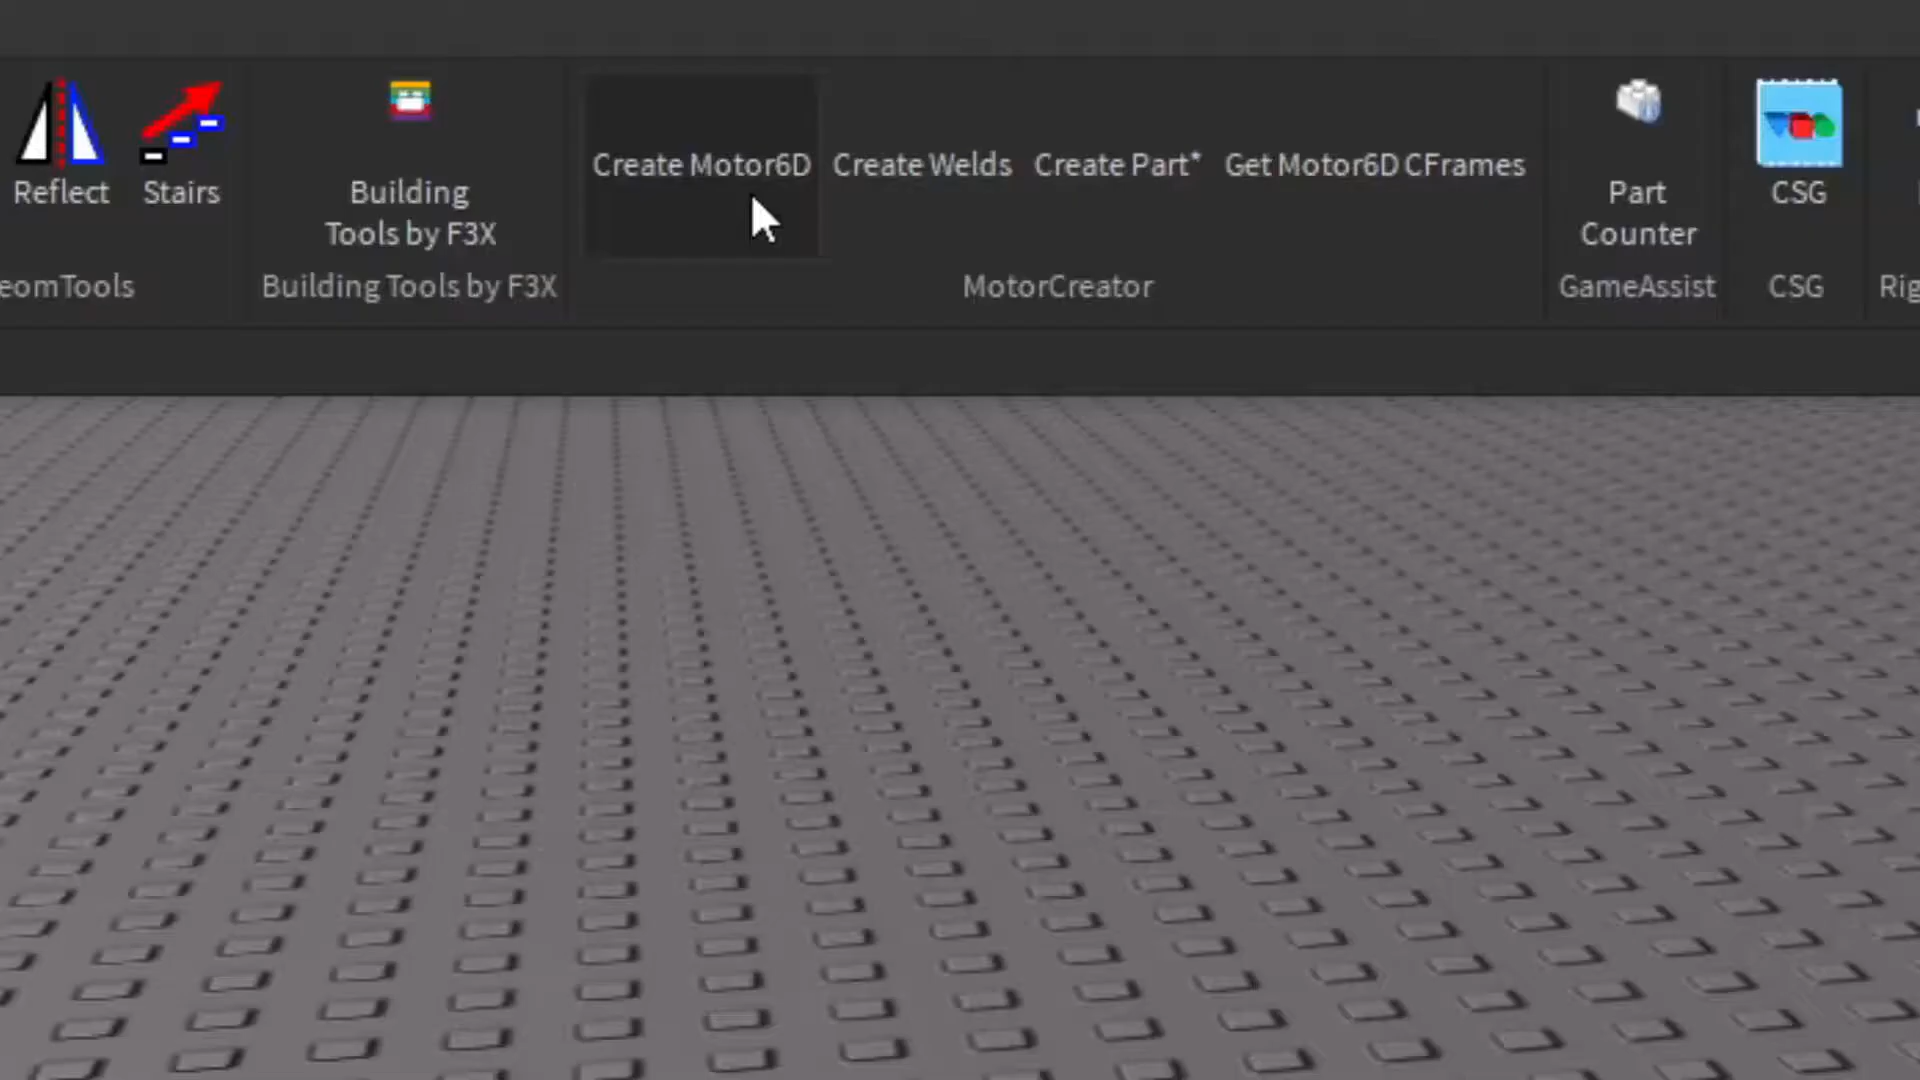 Reflect
Stairs
Building
Tools by F3X
Create Motor6D
Create Welds
Create Part*
Get Motor6D CFrames
Part
Counter
CSG
eomTools
Building Tools by F3X
MotorCreator
GameAssist
CSG
Rig